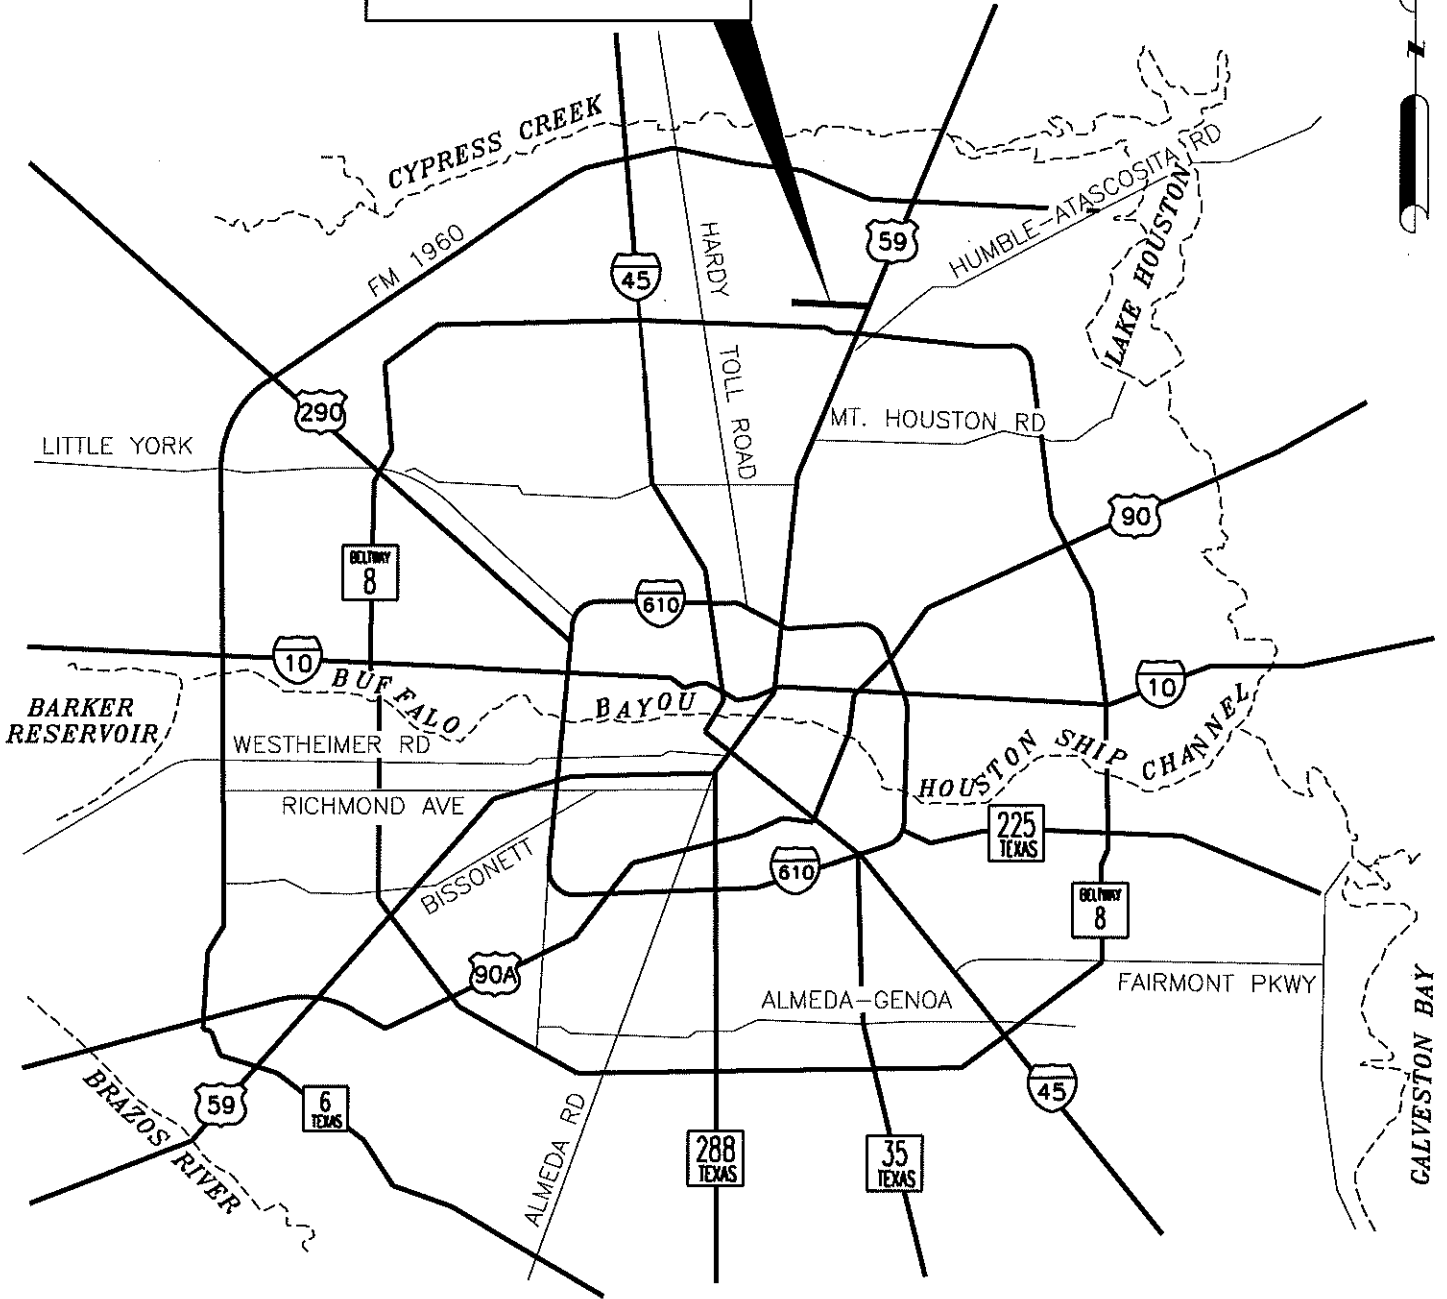 Z
CYPRESS CREEK
HUMBLE-ATASCOSITA RD
LAKE HOUSTON
59
FM 1960
45
HARDY
TOLL ROAD
290
MT. HOUSTON RD
LITTLE YORK
90
BELTWAY
8
610
10
BUFFALO
BAYOU
10
BARKER
RESERVOIR
WESTHEIMER RD
HOUSTON SHIP CHANNEL
RICHMOND AVE
225
TEXAS
BISSONETT
610
BELTWAY
8
90A
FAIRMONT PKWY
ALMEDA-GENOA
GALVESTON BAY
59
6
TEXAS
45
BRAZOS RIVER
ALMEDA RD
288
TEXAS
35
TEXAS